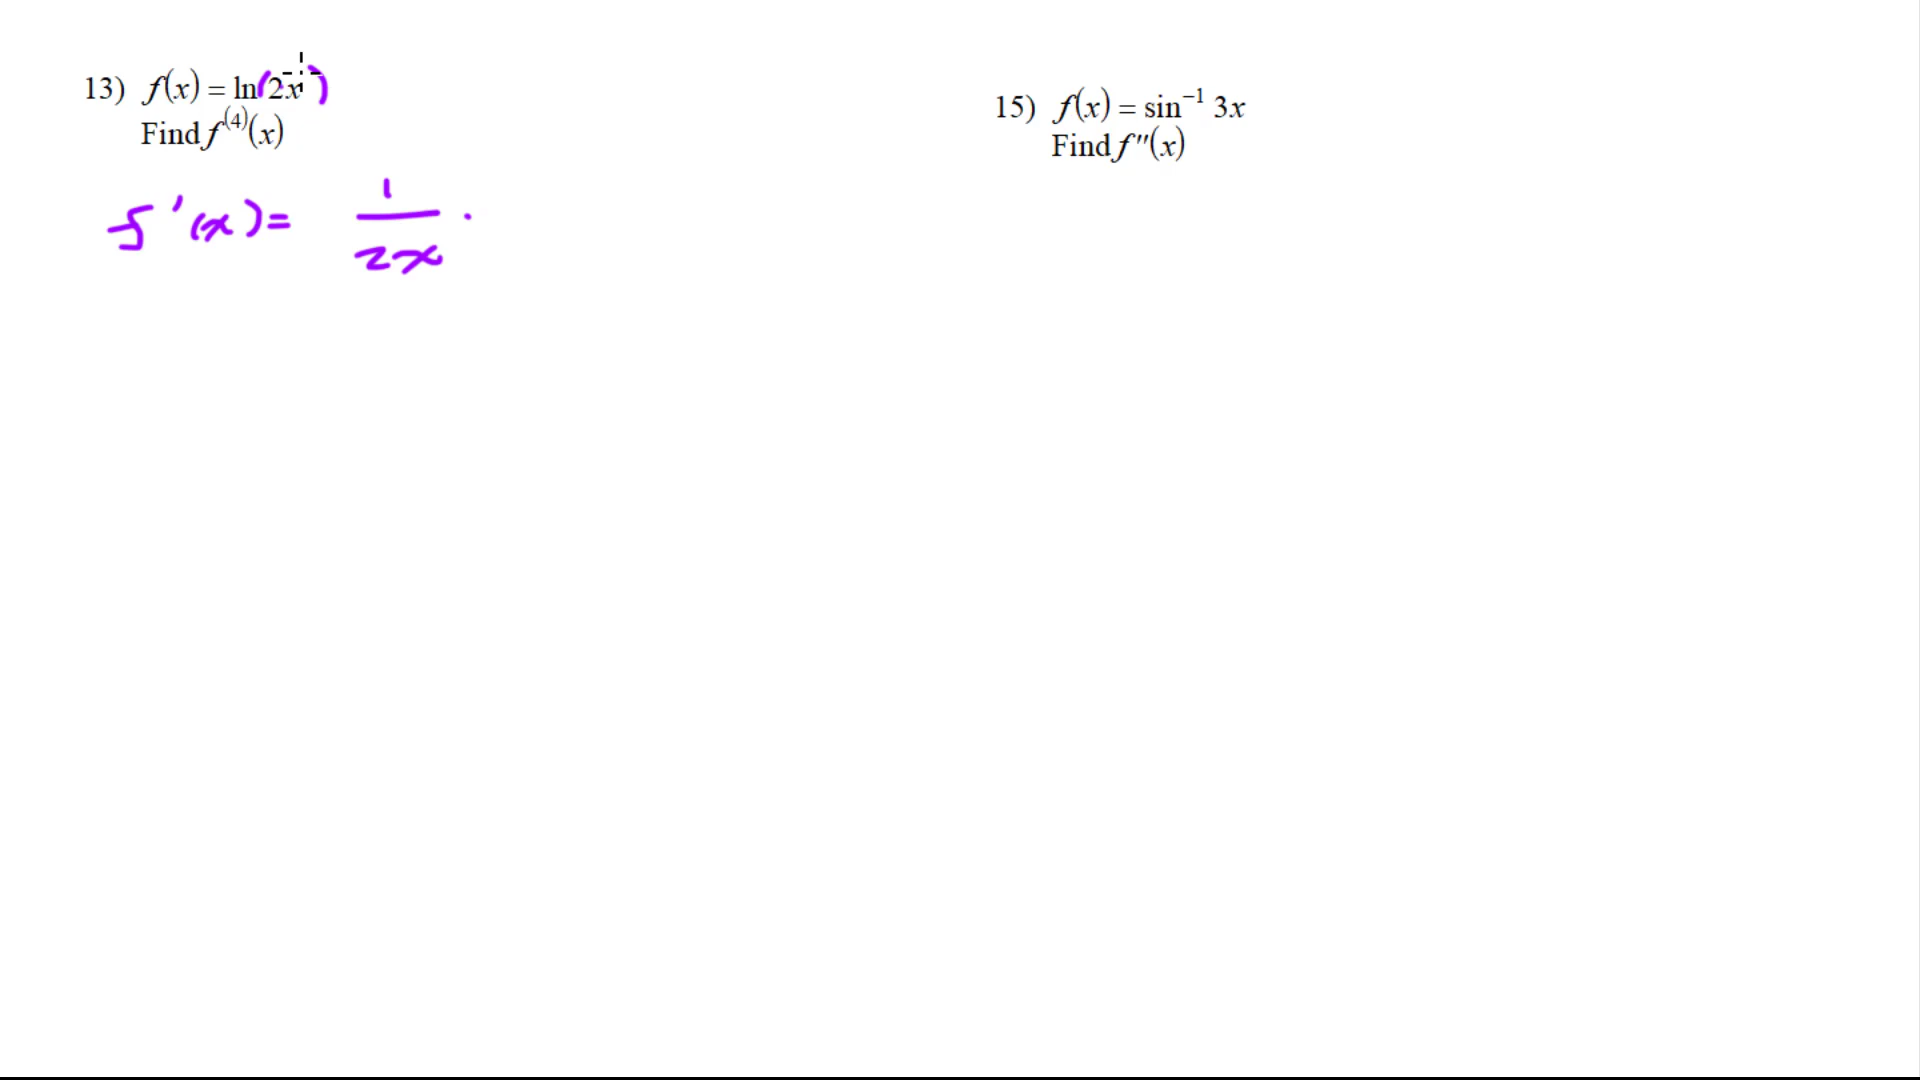 13) f(x) = ln(2x)
Find f⁽⁴⁾(x)
f'(x) = 1/2x ·
15) f(x) = sin⁻¹ 3x
Find f″(x)